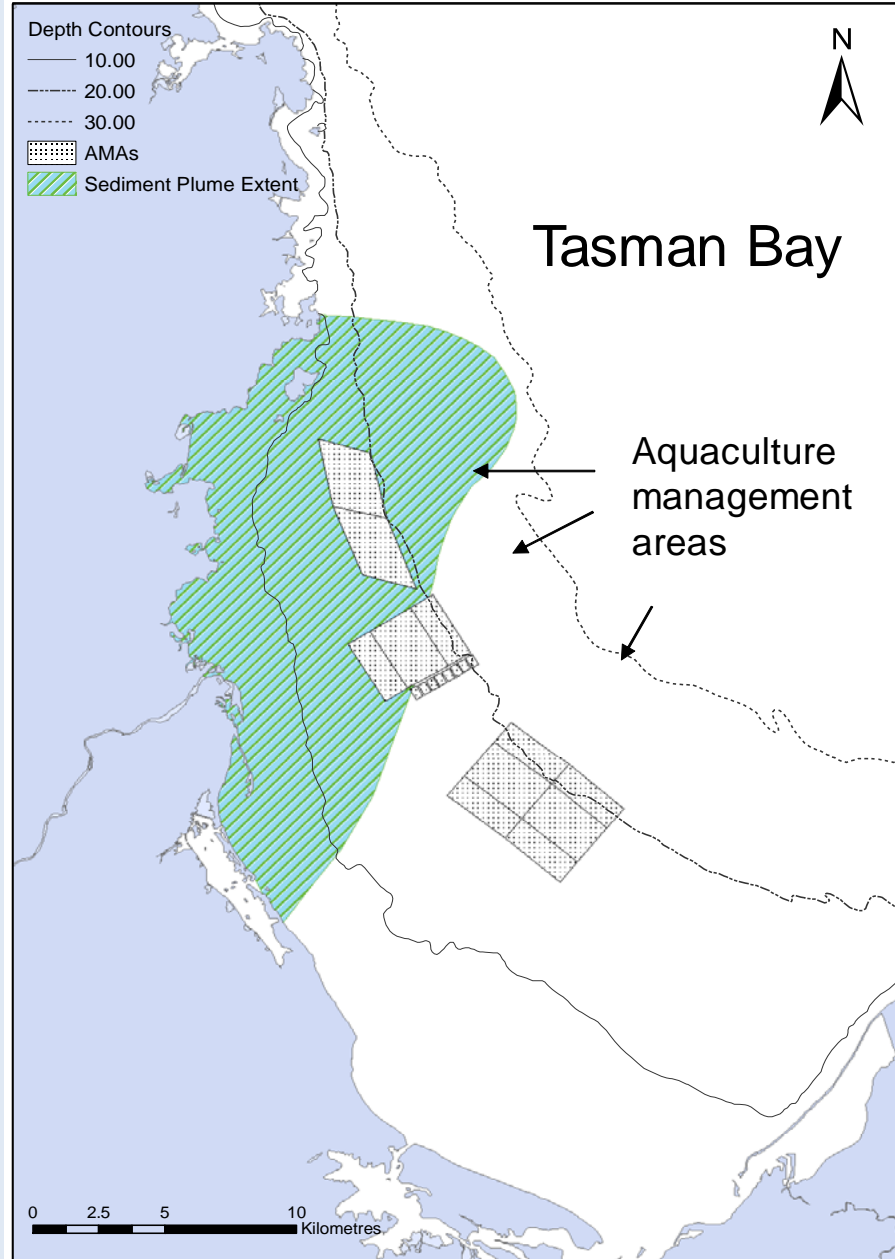 Depth Contours
10.00
20.00
30.00
AMAs
Sediment Plume Extent
N
Tasman Bay
Aquaculture
management
areas
0 2.5 5 10
Kilometres